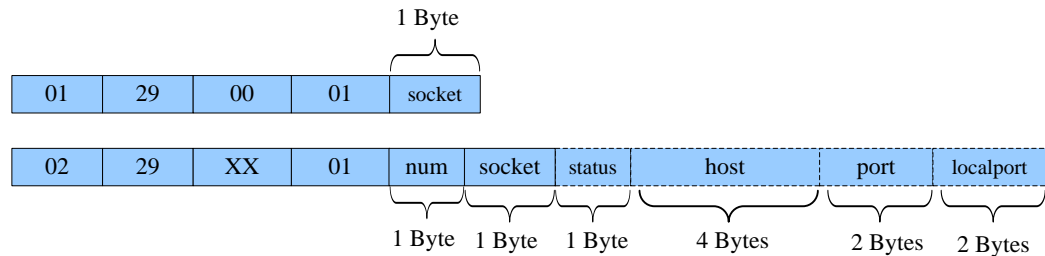 1 Byte
01 29 00 01 socket
02 29 XX 01 num socket status host port localport
1 Byte 1 Byte 1 Byte 4 Bytes 2 Bytes 2 Bytes